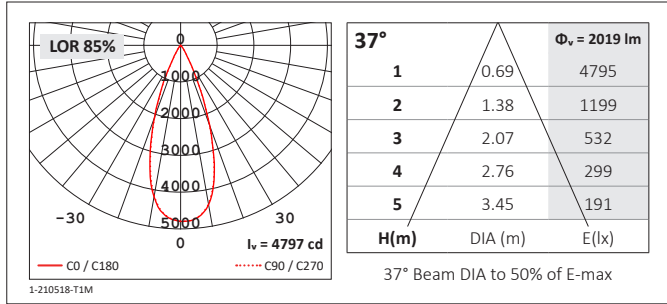 LOR 85%
0
1000
2000
3000
4000
5000
-30
30
0
Iᵥ = 4797 cd
C0 / C180
C90 / C270
1-210518-T1M
37°
Φᵥ = 2019 lm
1 0.69 4795
2 1.38 1199
3 2.07 532
4 2.76 299
5 3.45 191
H(m) DIA (m) E(lx)
37° Beam DIA to 50% of E-max